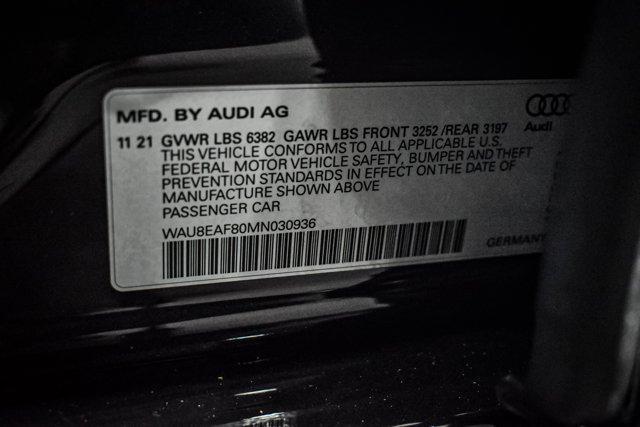 MFD. BY AUDI AG
11 21 GVWR LBS 6382 GAWR LBS FRONT 3252 /REAR 3197
THIS VEHICLE CONFORMS TO ALL APPLICABLE U.S.
FEDERAL MOTOR VEHICLE SAFETY, BUMPER AND THEFT
PREVENTION STANDARDS IN EFFECT ON THE DATE OF
MANUFACTURE SHOWN ABOVE
PASSENGER CAR
WAU8EAF80MN030936
GERMANY
Audi